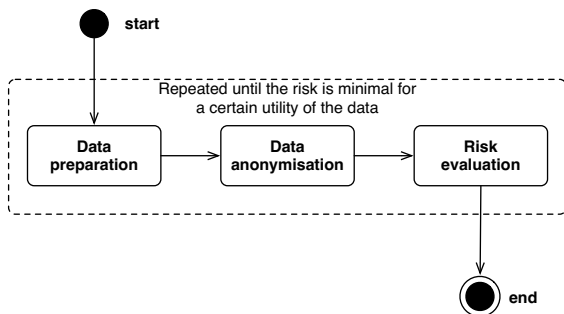 start
Repeated until the risk is minimal for
a certain utility of the data
Data
preparation
Data
anonymisation
Risk
evaluation
end